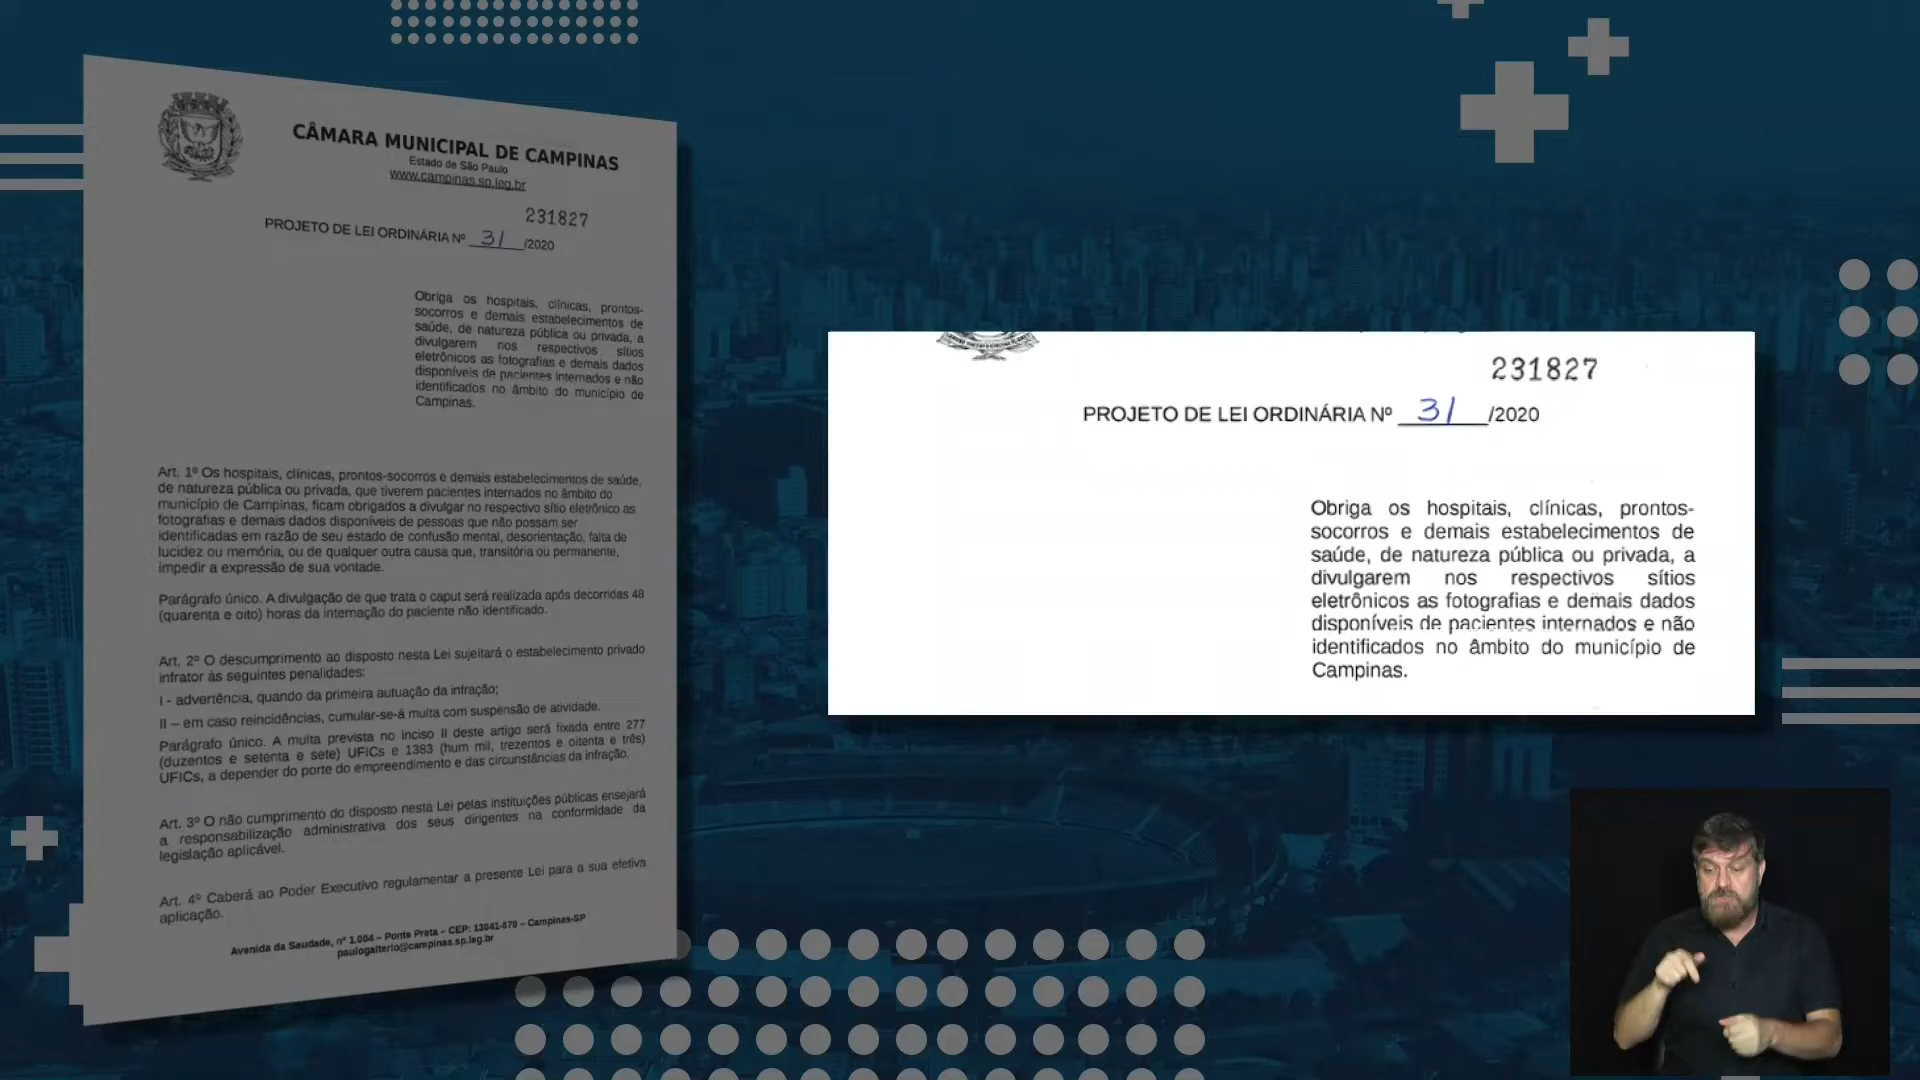 CÂMARA MUNICIPAL DE CAMPINAS
Estado de São Paulo
www.campinas.sp.leg.br
231827
PROJETO DE LEI ORDINÁRIA Nº 31/2020
Obriga os hospitais, clínicas, prontos-
socorros e demais estabelecimentos de
saúde, de natureza pública ou privada, a
divulgarem nos respectivos sítios
eletrônicos as fotografias e demais dados
disponíveis de pacientes internados e não
identificados no âmbito do município de
Campinas.
Art. 1º Os hospitais, clínicas, prontos-socorros e demais estabelecimentos de saúde,
de natureza pública ou privada, que tiverem pacientes internados no âmbito do
município de Campinas, ficam obrigados a divulgar no respectivo sítio eletrônico as
fotografias e demais dados disponíveis de pessoas que não possam ser
identificadas em razão de seu estado de confusão mental, desorientação, falta de
lucidez ou memória, ou de qualquer outra causa que, transitória ou permanente,
impedir a expressão de sua vontade.
Parágrafo único. A divulgação de que trata o caput será realizada após decorridas 48
(quarenta e oito) horas da internação do paciente não identificado.
Art. 2º O descumprimento ao disposto nesta Lei sujeitará o estabelecimento privado
infrator às seguintes penalidades:
I - advertência, quando da primeira autuação da infração;
II – em caso reincidências, cumular-se-á multa com suspensão de atividade.
Parágrafo único. A multa prevista no inciso II deste artigo será fixada entre 277
(duzentos e setenta e sete) UFICs e 1383 (hum mil, trezentos e oitenta e três)
UFICs, a depender do porte do empreendimento e das circunstâncias da infração.
Art. 3º O não cumprimento do disposto nesta Lei pelas instituições públicas ensejará
a responsabilização administrativa dos seus dirigentes na conformidade da
legislação aplicável.
Art. 4º Caberá ao Poder Executivo regulamentar a presente Lei para a sua efetiva
aplicação.
Avenida da Saudade, nº 1.004 – Ponte Preta – CEP: 13041-670 – Campinas-SP
paulogalterio@campinas.sp.leg.br
231827
PROJETO DE LEI ORDINÁRIA Nº 31/2020
Obriga os hospitais, clínicas, prontos-
socorros e demais estabelecimentos de
saúde, de natureza pública ou privada, a
divulgarem nos respectivos sítios
eletrônicos as fotografias e demais dados
disponíveis de pacientes internados e não
identificados no âmbito do município de
Campinas.